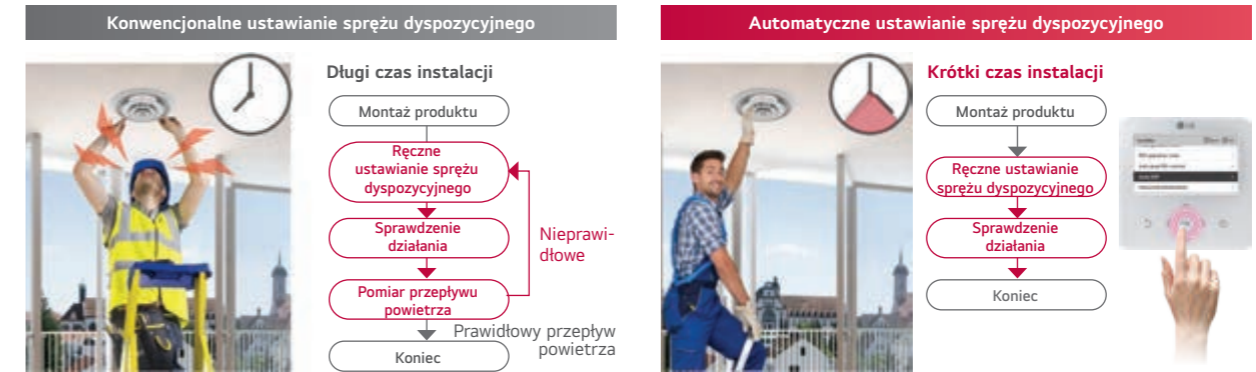 Konwencjonalne ustawianie sprężu dyspozycyjnego
Długi czas instalacji
Montaż produktu
Ręczne
ustawianie sprężu
dyspozycyjnego
Sprawdzenie
działania
Pomiar przepływu
powietrza
Nieprawi-
dłowe
Prawidłowy przepływ
powietrza
Koniec
Automatyczne ustawianie sprężu dyspozycyjnego
Krótki czas instalacji
Montaż produktu
Ręczne ustawianie
sprężu dyspozycyjnego
Sprawdzenie
działania
Koniec
LG